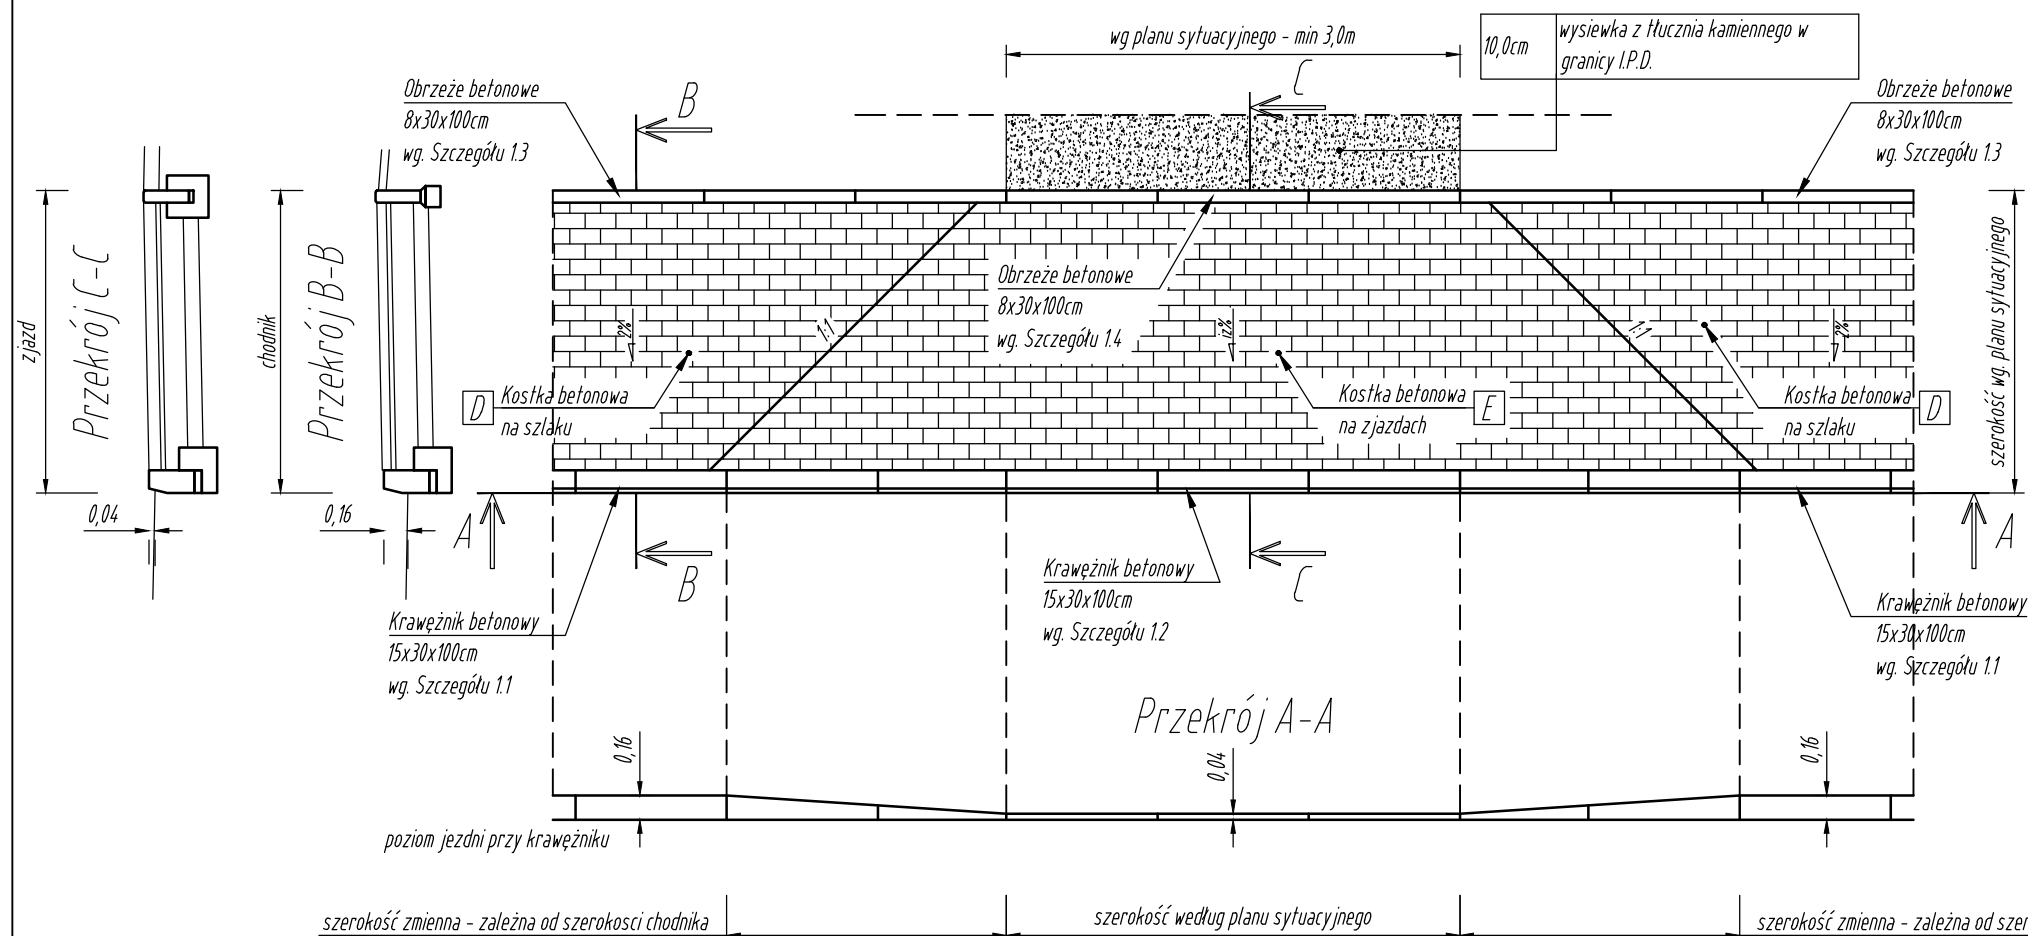 wg planu sytuacyjnego - min 3,0m
10,0cm
wysiewka z tłucznia kamiennego w
granicy I.P.D.
Obrzeże betonowe
8x30x100cm
wg. Szczegółu 1.3
B
C
Obrzeże betonowe
8x30x100cm
wg. Szczegółu 1.3
zjazd
Przekrój C-C
chodnik
Przekrój B-B
Obrzeże betonowe
8x30x100cm
wg. Szczegółu 1.4
2%
1:1
2%
szerokość wg. planu sytuacyjnego
D
Kostka betonowa
na szlaku
Kostka betonowa
na zjazdach
E
Kostka betonowa
na szlaku
D
0,04
0,16
A
B
C
A
Krawężnik betonowy
15x30x100cm
wg. Szczegółu 1.1
Krawężnik betonowy
15x30x100cm
wg. Szczegółu 1.2
Krawężnik betonowy
15x30x100cm
wg. Szczegółu 1.1
Przekrój A-A
0,16
0,04
0,16
poziom jezdni przy krawężniku
szerokość zmienna - zależna od szerokosci chodnika
szerokość według planu sytuacyjnego
szerokość zmienna - zależna od szer